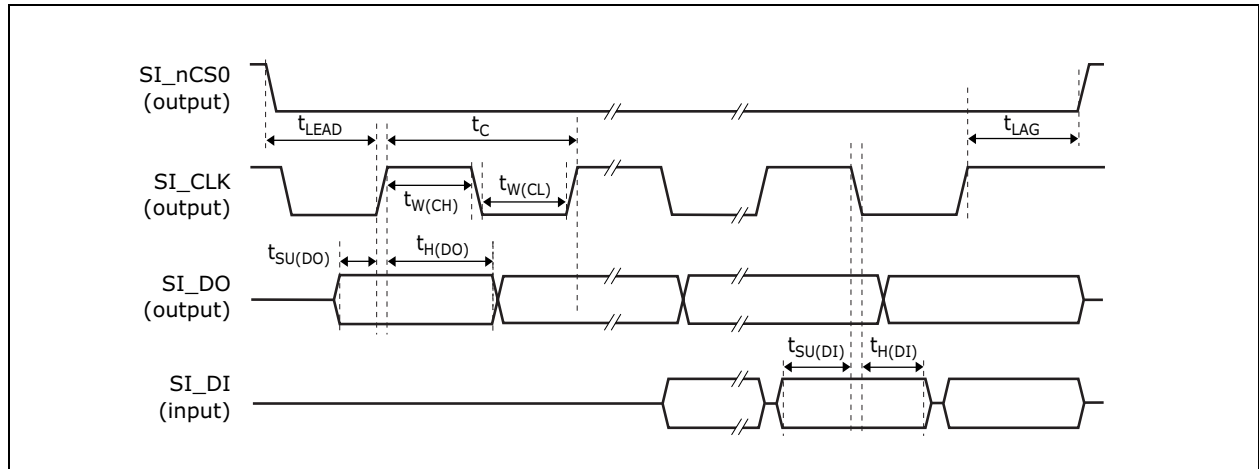 SI_nCS0
(output)
tLEAD
tC
tLAG
SI_CLK
(output)
tW(CH)
tW(CL)
tSU(DO)
tH(DO)
SI_DO
(output)
tSU(DI)
tH(DI)
SI_DI
(input)